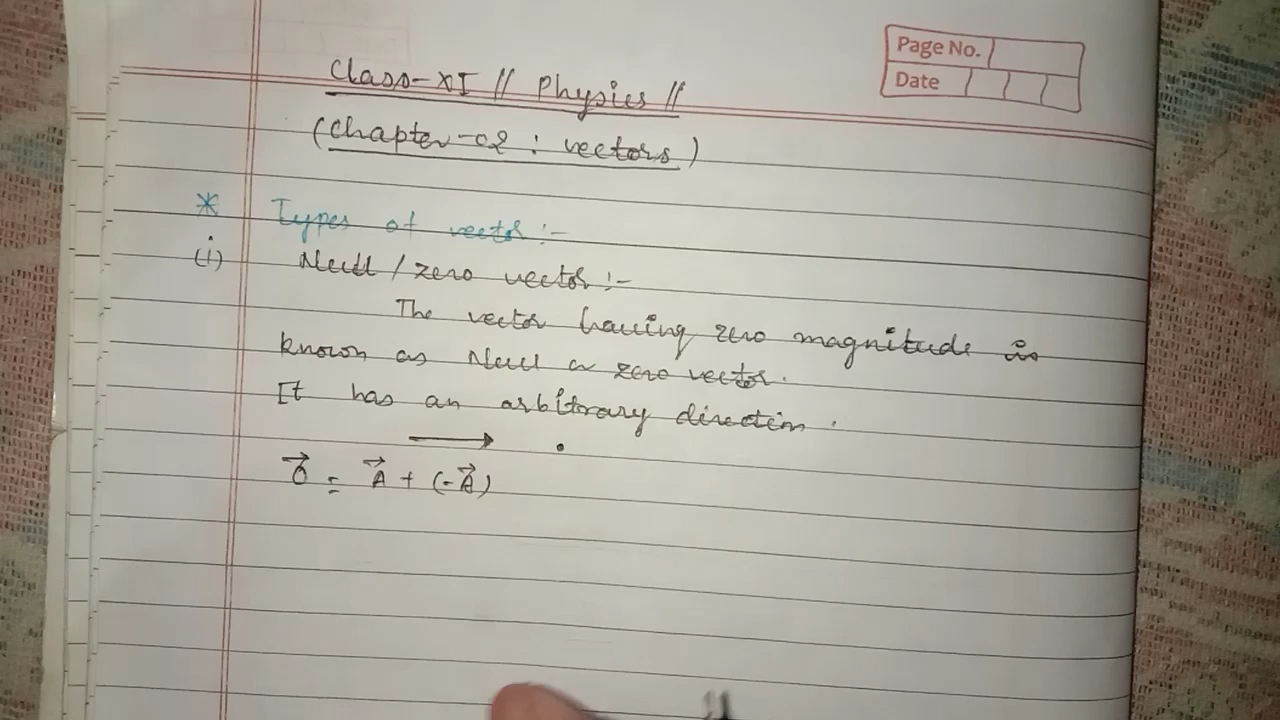 Page No.
Date
Class-XI // Physics //
(Chapter-02 : vectors)
* Types of vector :-
(i) Null / zero vector :-
The vector having zero magnitude is
known as Null or zero vector.
It has an arbitrary direction.
→ .
0⃗ = A⃗ + (-A⃗)